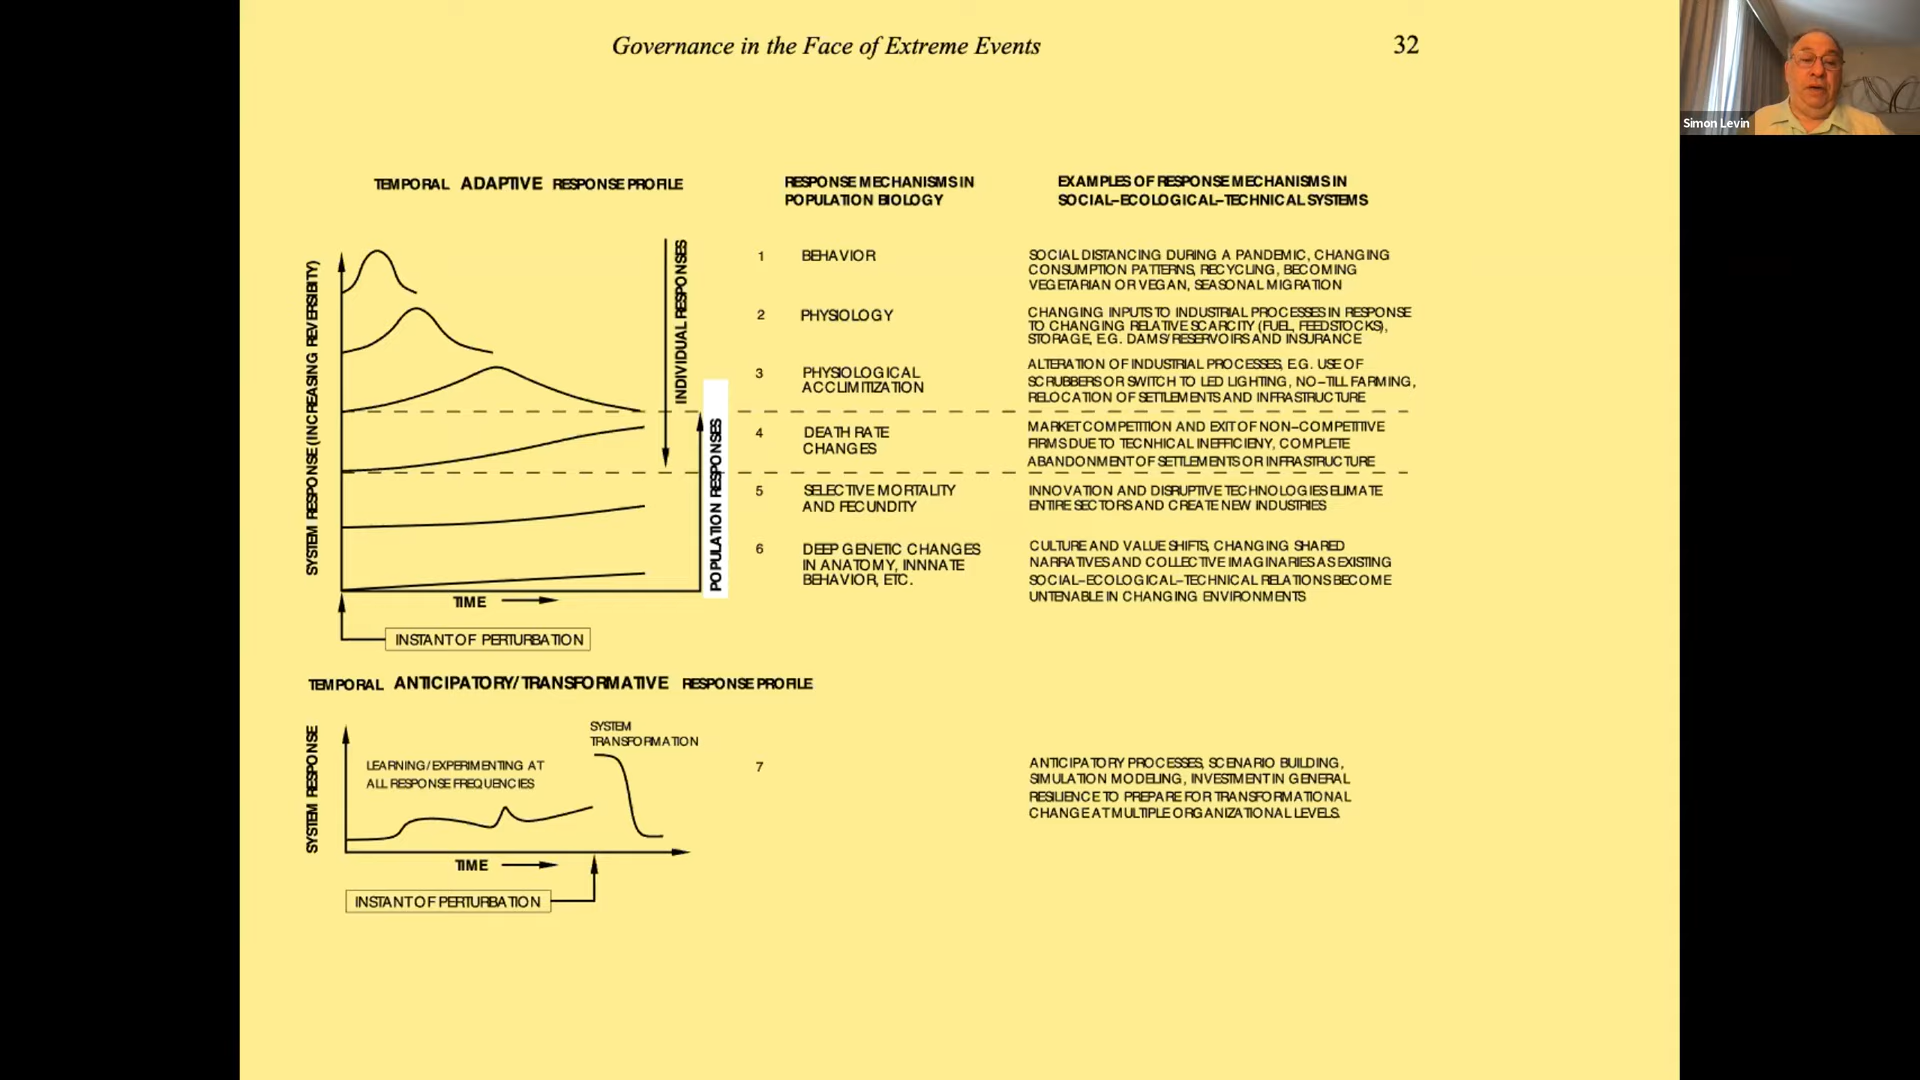 Governance in the Face of Extreme Events
32
Simon Levin
TEMPORAL ADAPTIVE RESPONSE PROFILE
RESPONSE MECHANISMS IN
POPULATION BIOLOGY
EXAMPLES OF RESPONSE MECHANISMS IN
SOCIAL–ECOLOGICAL–TECHNICAL SYSTEMS
SYSTEM RESPONSE (INCREASING REVERSIBITY)
INDIVIDUAL RESPONSES
POPULATION RESPONSES
1 BEHAVIOR
SOCIAL DISTANCING DURING A PANDEMIC, CHANGING
CONSUMPTION PATTERNS, RECYCLING, BECOMING
VEGETARIAN OR VEGAN, SEASONAL MIGRATION
2 PHYSIOLOGY
CHANGING INPUTS TO INDUSTRIAL PROCESSES IN RESPONSE
TO CHANGING RELATIVE SCARCITY (FUEL, FEEDSTOCKS),
STORAGE, E.G. DAMS/RESERVOIRS AND INSURANCE
3 PHYSIOLOGICAL
ACCLIMITIZATION
ALTERATION OF INDUSTRIAL PROCESSES, E.G. USE OF
SCRUBBERS OR SWITCH TO LED LIGHTING, NO–TILL FARMING,
RELOCATION OF SETTLEMENTS AND INFRASTRUCTURE
4 DEATH RATE
CHANGES
MARKET COMPETITION AND EXIT OF NON–COMPETITIVE
FIRMS DUE TO TECNHICAL INEFFICIENY, COMPLETE
ABANDONMENT OF SETTLEMENTS OR INFRASTRUCTURE
5 SELECTIVE MORTALITY
AND FECUNDITY
INNOVATION AND DISRUPTIVE TECHNOLOGIES ELIMATE
ENTIRE SECTORS AND CREATE NEW INDUSTRIES
6 DEEP GENETIC CHANGES
IN ANATOMY, INNNATE
BEHAVIOR, ETC.
CULTURE AND VALUE SHIFTS, CHANGING SHARED
NARRATIVES AND COLLECTIVE IMAGINARIES AS EXISTING
SOCIAL–ECOLOGICAL–TECHNICAL RELATIONS BECOME
UNTENABLE IN CHANGING ENVIRONMENTS
TIME
INSTANT OF PERTURBATION
TEMPORAL ANTICIPATORY/TRANSFORMATIVE RESPONSE PROFILE
SYSTEM RESPONSE
SYSTEM
TRANSFORMATION
LEARNING/EXPERIMENTING AT
ALL RESPONSE FREQUENCIES
7
ANTICIPATORY PROCESSES, SCENARIO BUILDING,
SIMULATION MODELING, INVESTMENT IN GENERAL
RESILIENCE TO PREPARE FOR TRANSFORMATIONAL
CHANGE AT MULTIPLE ORGANIZATIONAL LEVELS.
TIME
INSTANT OF PERTURBATION